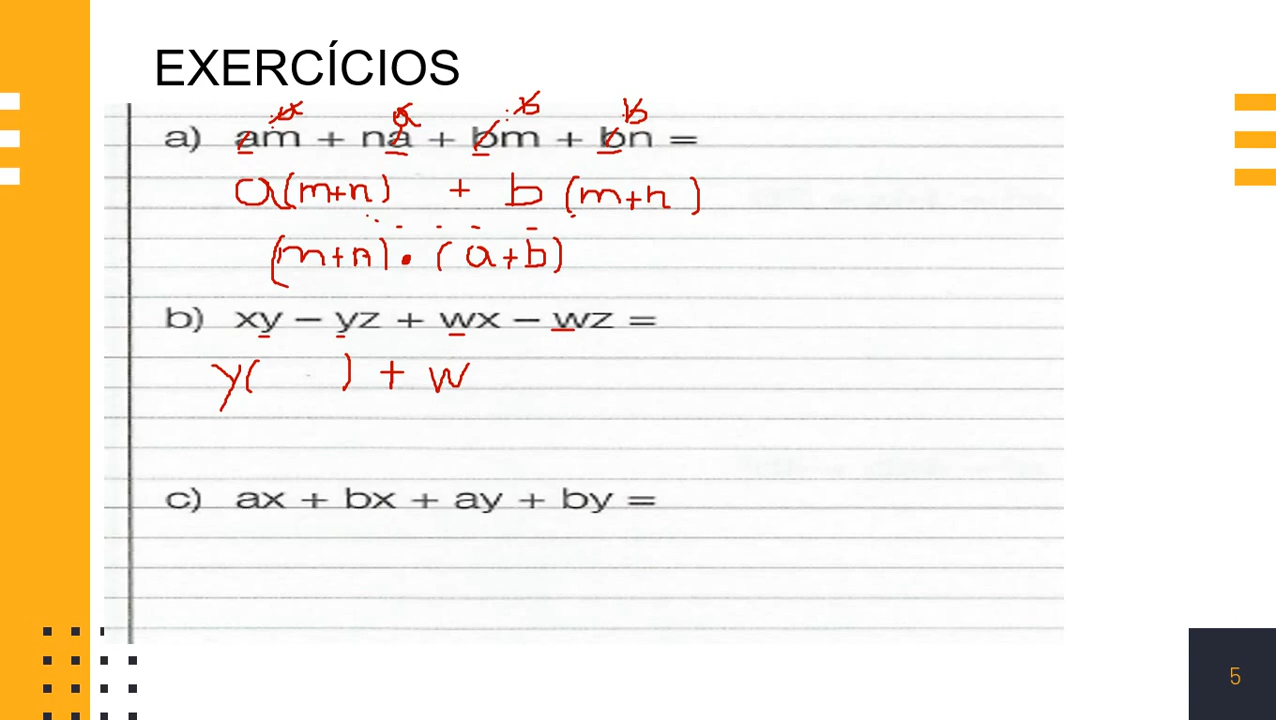 EXERCÍCIOS
a) am + na + bm + bn =
a(m+n) + b (m+n)
(m+n) • (a+b)
b) xy – yz + wx – wz =
y( ) + w
c) ax + bx + ay + by =
5